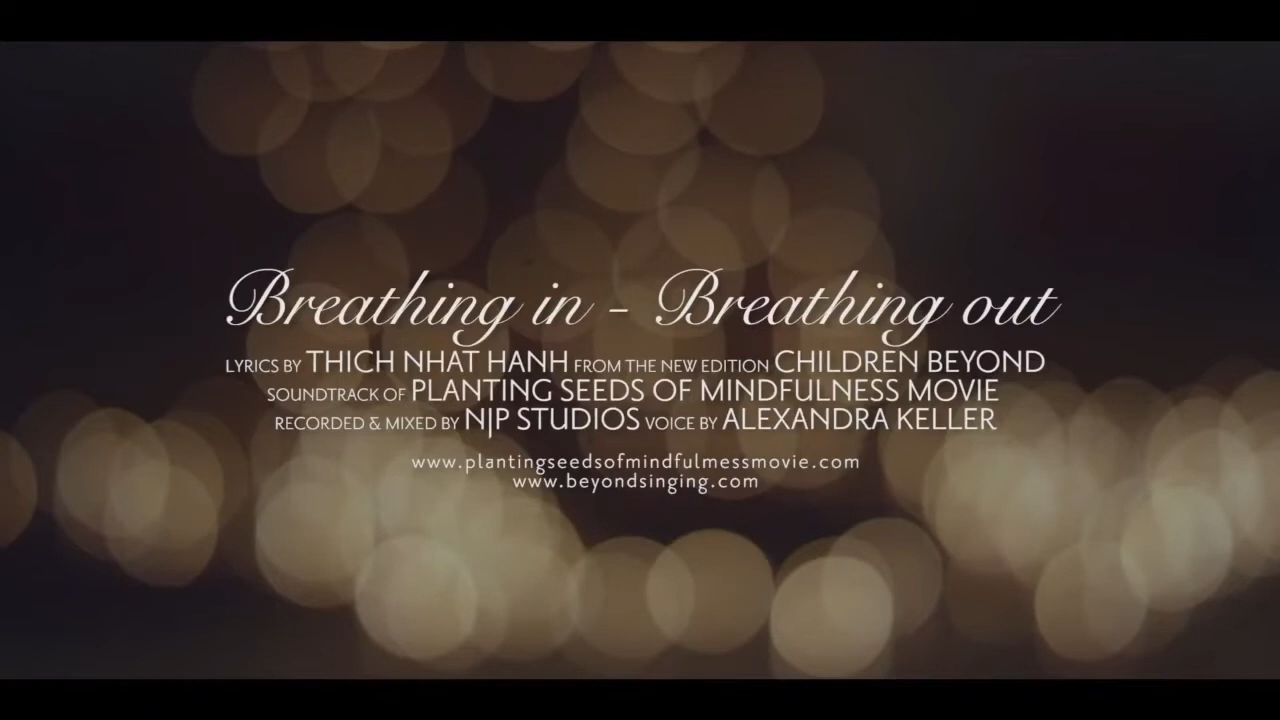 Breathing in - Breathing out
LYRICS BY THICH NHAT HANH FROM THE NEW EDITION CHILDREN BEYOND
SOUNDTRACK OF PLANTING SEEDS OF MINDFULNESS MOVIE
RECORDED & MIXED BY N|P STUDIOS VOICE BY ALEXANDRA KELLER
www.plantingseedsofmindfulmessmovie.com
www.beyondsinging.com